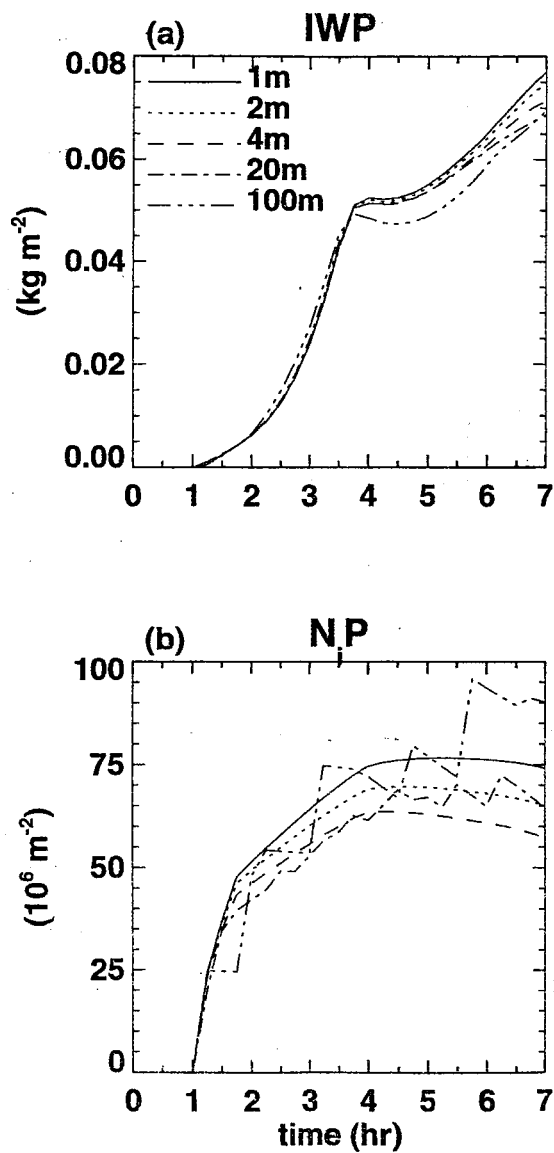 (a) IWP
0.08
0.06
0.04
0.02
0.00
(kg m⁻²)
1m
2m
4m
20m
100m
0 1 2 3 4 5 6 7
(b) NᵢP
100
75
50
25
0
(10⁶ m⁻²)
0 1 2 3 4 5 6 7
time (hr)